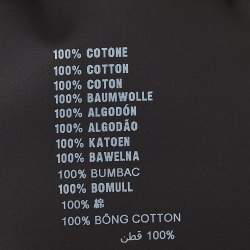 100% COTONE
100% COTTON
100% COTON
100% BAUMWOLLE
100% ALGODÓN
100% ALGODÃO
100% KATOEN
100% BAWELNA
100% BUMBAC
100% BOMULL
100% 綿
100% BÔNG COTTON
100% قطن